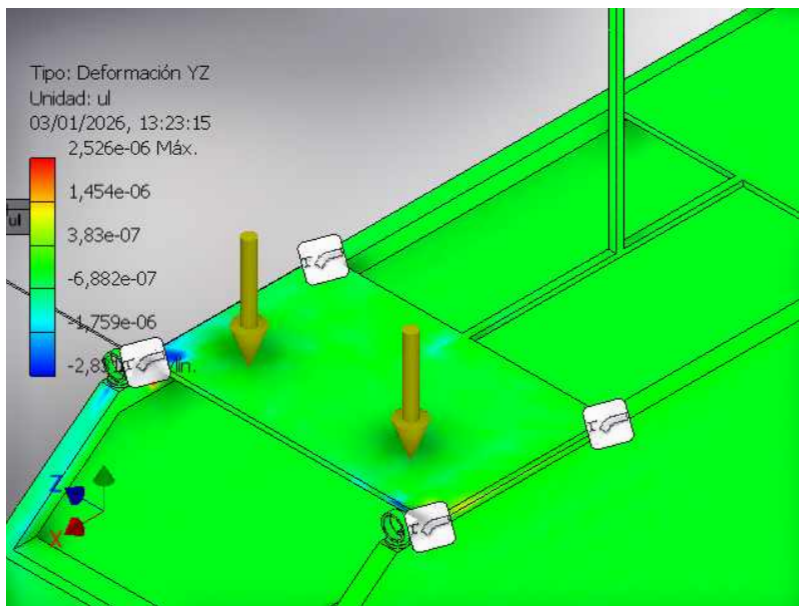 Tipo: Deformación YZ
Unidad: ul
03/01/2026, 13:23:15
2,526e-06 Máx.
1,454e-06
3,83e-07
ul
-6,882e-07
-1,759e-06
Z
X